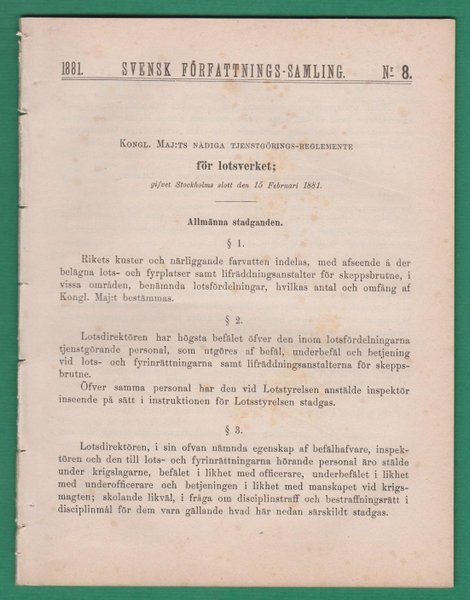 1881. SVENSK FÖRFATTNINGS-SAMLING. Nr 8.
KONGL. MAJ:TS NÅDIGA TJENSTGÖRINGS-REGLEMENTE
för lotsverket;
gifvet Stockholms slott den 15 Februari 1881.
Allmänna stadganden.
§ 1.
Rikets kuster och närliggande farvatten indelas, med afseende å der
belägna lots- och fyrplatser samt lifräddningsanstalter för skeppsbrutne, i
vissa områden, benämnda lotsfördelningar, hvilkas antal och omfång af
Kongl. Maj:t bestämmas.
§ 2.
Lotsdirektören har högsta befälet öfver den inom lotsfördelningarna
tjenstgörande personal, som utgöres af befäl, underbefäl och betjening
vid lots- och fyrinrättningarna samt lifräddningsanstalterna för skepps-
brutne.
Öfver samma personal har den vid Lotsstyrelsen anstälde inspektör
inseende på sätt i instruktionen för Lotsstyrelsen stadgas.
§ 3.
Lotsdirektören, i sin ofvan nämnda egenskap af befälhafvare, inspek-
tören och den till lots- och fyrinrättningarna hörande personal äro stälde
under krigslagarne, befälet i likhet med officerare, underbefälet i likhet
med underofficerare och betjeningen i likhet med manskapet vid krigs-
magten; skolande likväl, i fråga om disciplinstraff och bestraffningsrätt i
disciplinmål för dem vara gällande hvad här nedan särskildt stadgas.